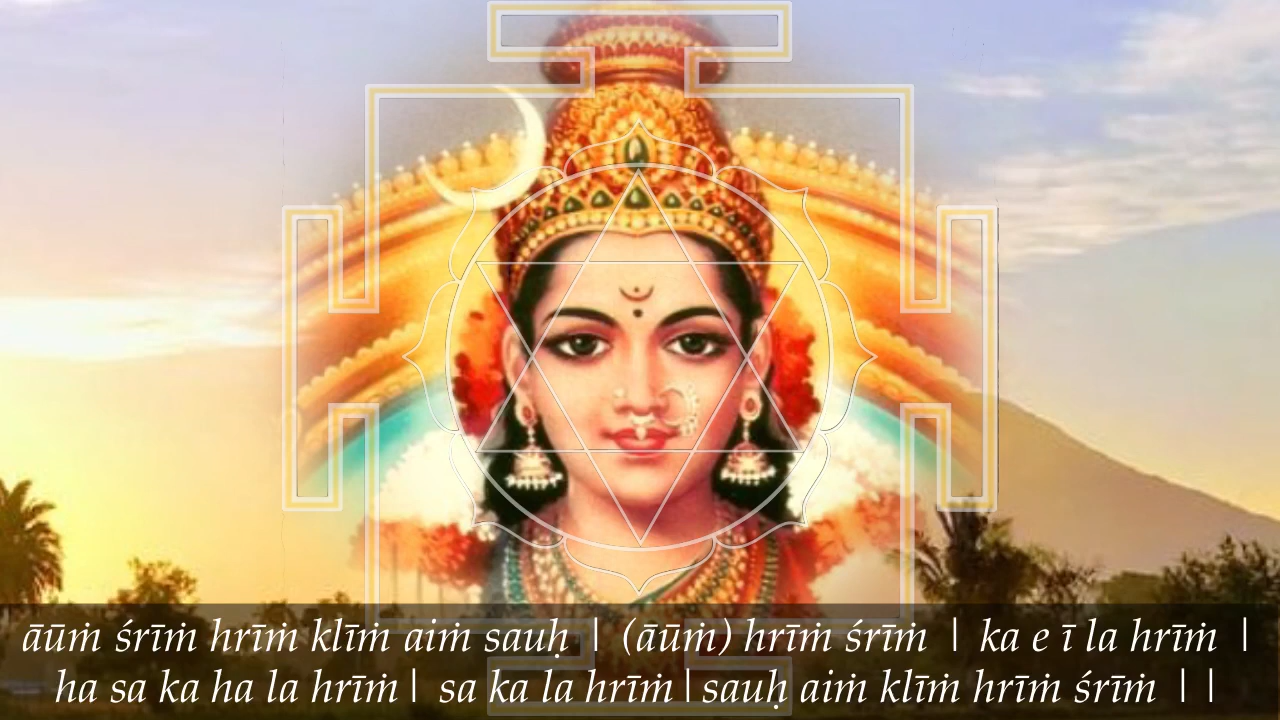 āūṁ śrīṁ hrīṁ klīṁ aiṁ sauḥ | (āūṁ) hrīṁ śrīṁ | ka e ī la hrīṁ |
ha sa ka ha la hrīṁ| sa ka la hrīṁ|sauḥ aiṁ klīṁ hrīṁ śrīṁ | |